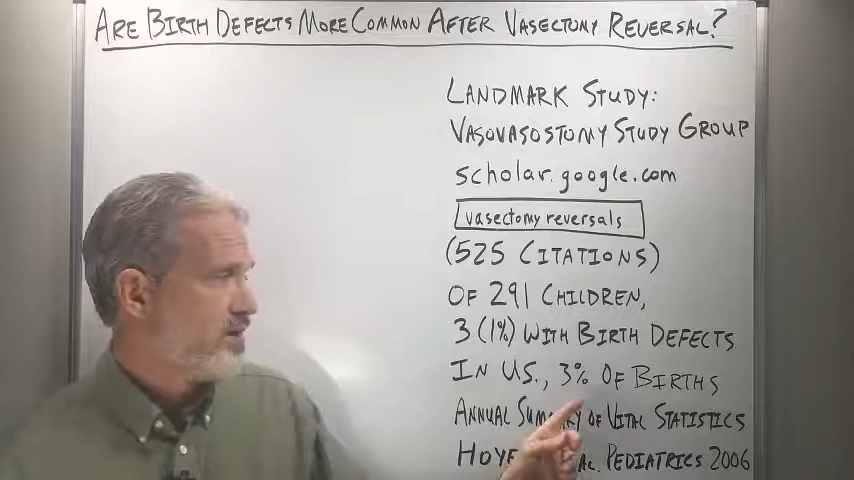 ARE BIRTH DEFECTS MORE COMMON AFTER VASECTOMY REVERSAL?
LANDMARK STUDY:
VASOVASOSTOMY STUDY GROUP
scholar.google.com
vasectomy reversals
(525 CITATIONS)
OF 291 CHILDREN,
3 (1%) WITH BIRTH DEFECTS
IN US., 3% OF BIRTHS
ANNUAL OF VITAL STATISTICS
PEDIATRICS 2006